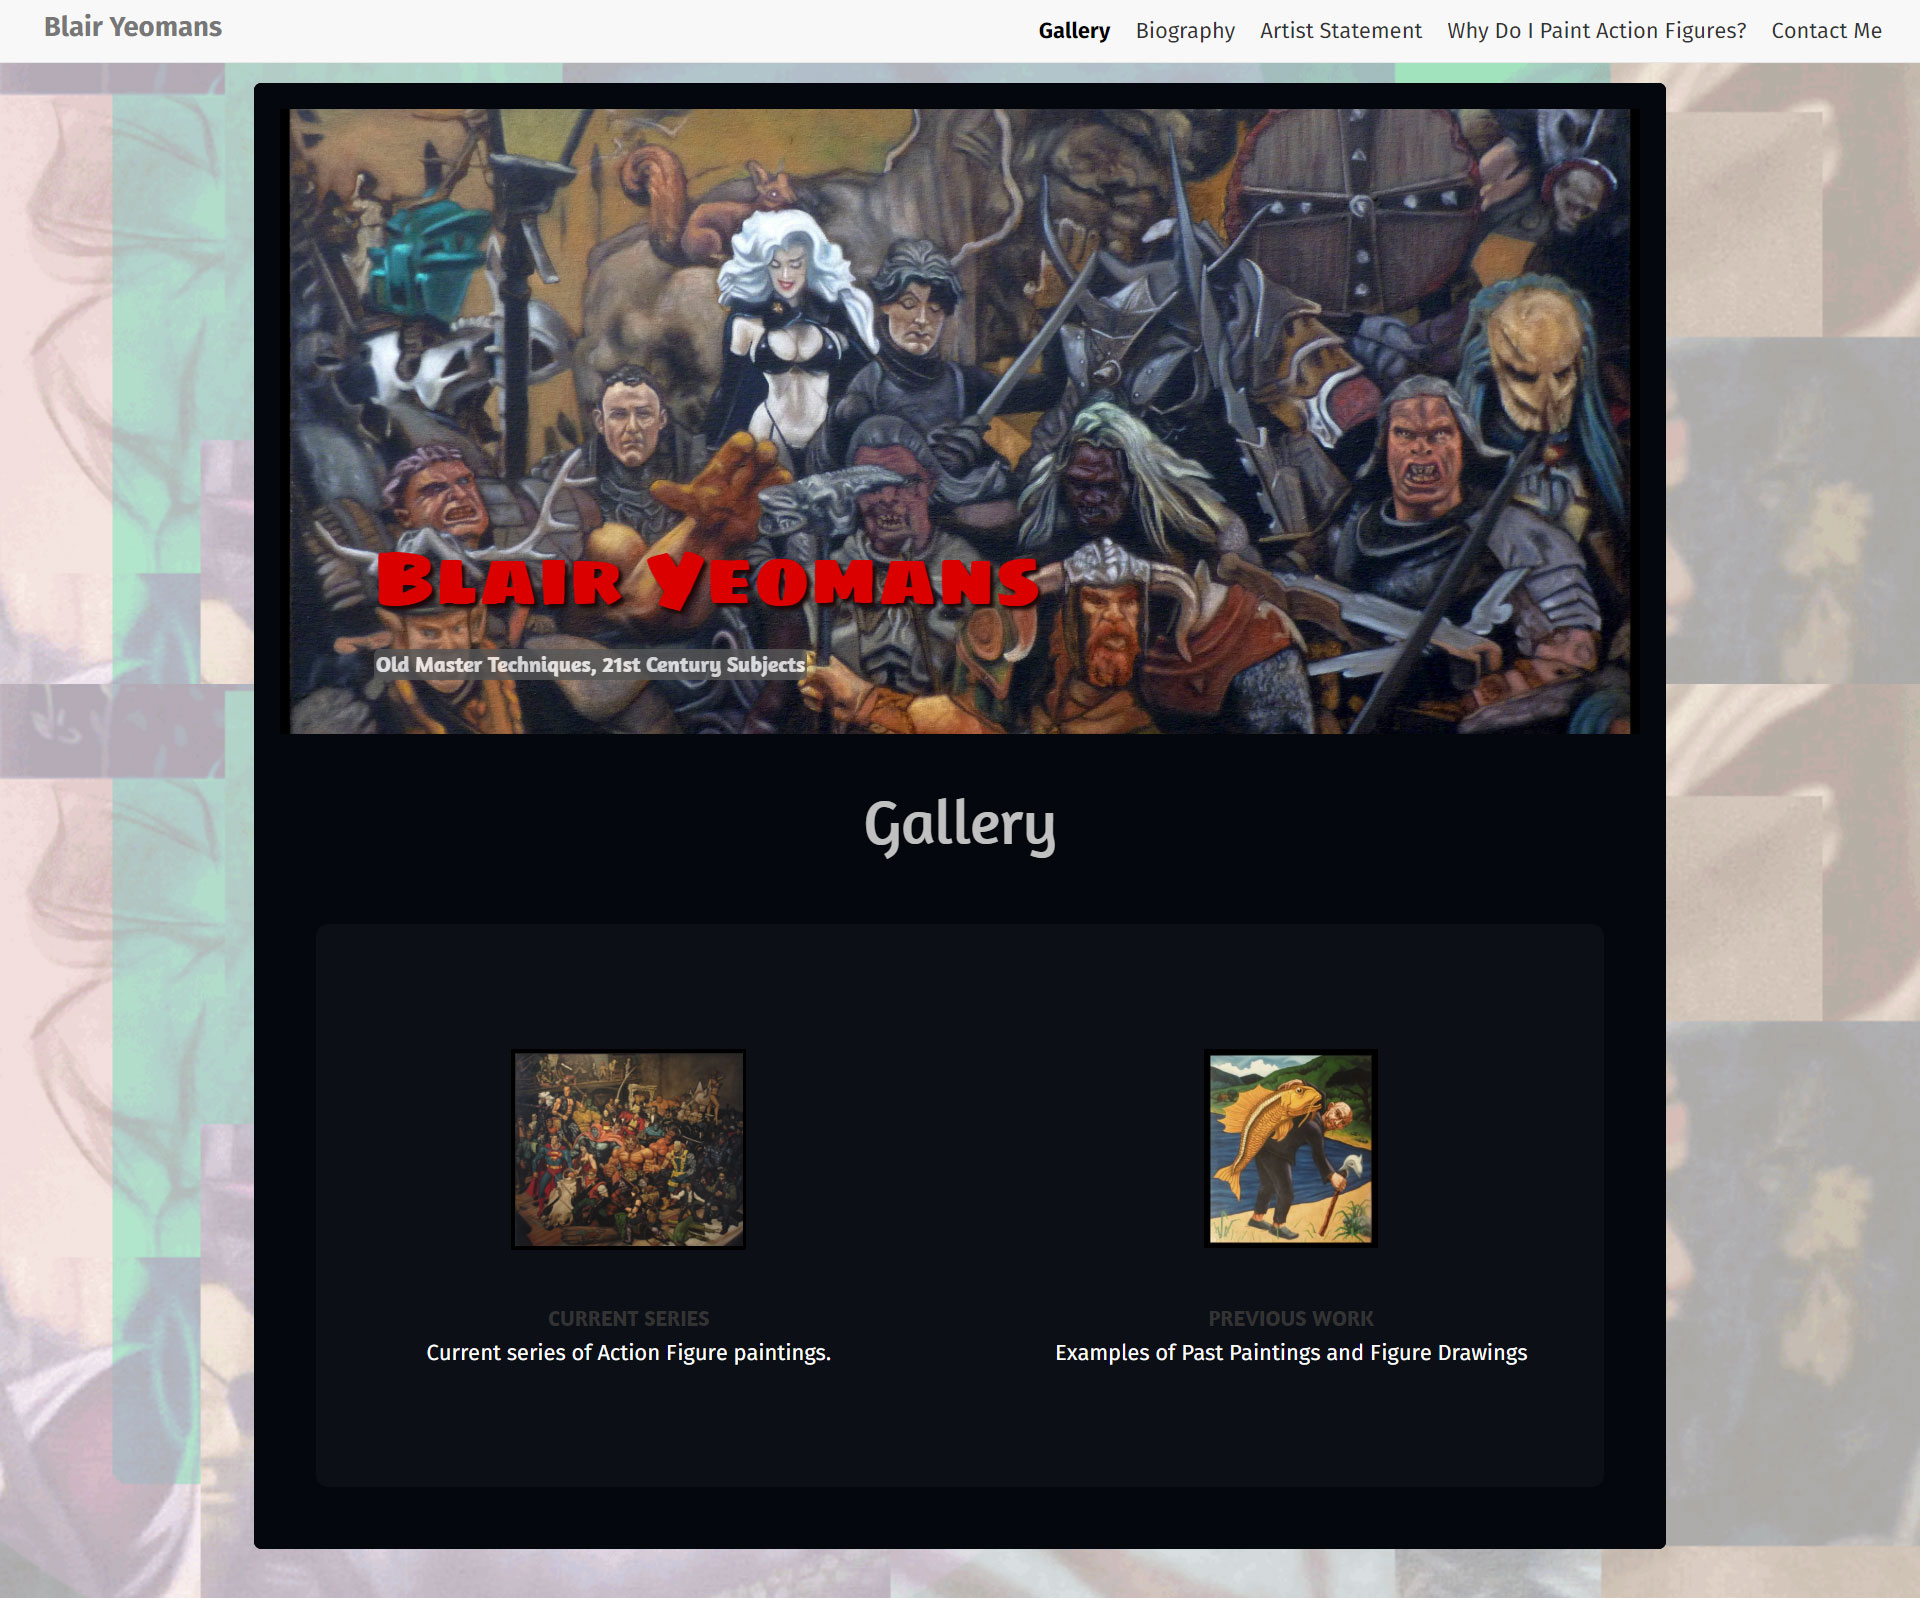 Blair Yeomans
Gallery Biography Artist Statement Why Do I Paint Action Figures? Contact Me
Blair Yeomans
Old Master Techniques, 21st Century Subjects
Gallery
CURRENT SERIES
Current series of Action Figure paintings.
PREVIOUS WORK
Examples of Past Paintings and Figure Drawings